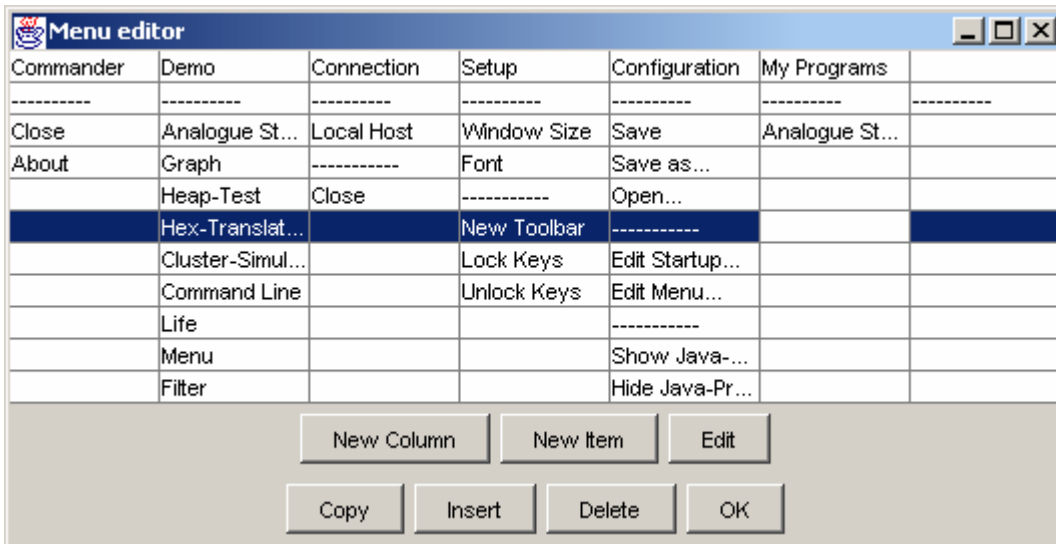 Menu editor
Commander Demo Connection Setup Configuration My Programs
---------- ---------- ---------- ---------- ---------- ---------- ----------
Close Analogue St... Local Host Window Size Save Analogue St...
About Graph ----------- Font Save as...
Heap-Test Close ----------- Open...
Hex-Translat... New Toolbar -----------
Cluster-Simul... Lock Keys Edit Startup...
Command Line Unlock Keys Edit Menu...
Life -----------
Menu Show Java-...
Filter Hide Java-Pr...
New Column New Item Edit
Copy Insert Delete OK